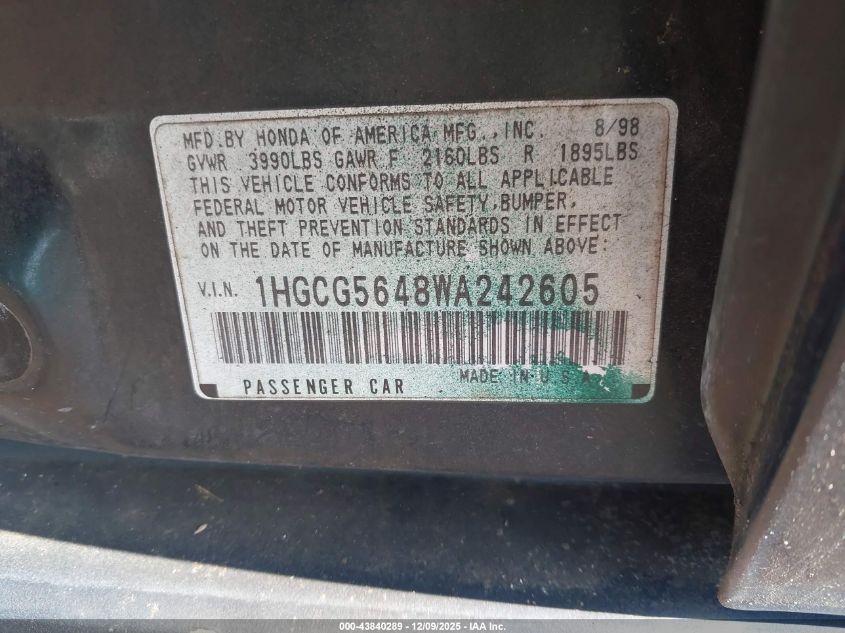 MFD.BY HONDA OF AMERICA MFG.,INC. 8/98
GVWR 3990LBS GAWR F 2160LBS R 1895LBS
THIS VEHICLE CONFORMS TO ALL APPLICABLE
FEDERAL MOTOR VEHICLE SAFETY,BUMPER,
AND THEFT PREVENTION STANDARDS IN EFFECT
ON THE DATE OF MANUFACTURE SHOWN ABOVE:
V.I.N. 1HGCG5648WA242605
PASSENGER CAR MADE IN U S A
000-43840289 - 12/09/2025 - IAA Inc.